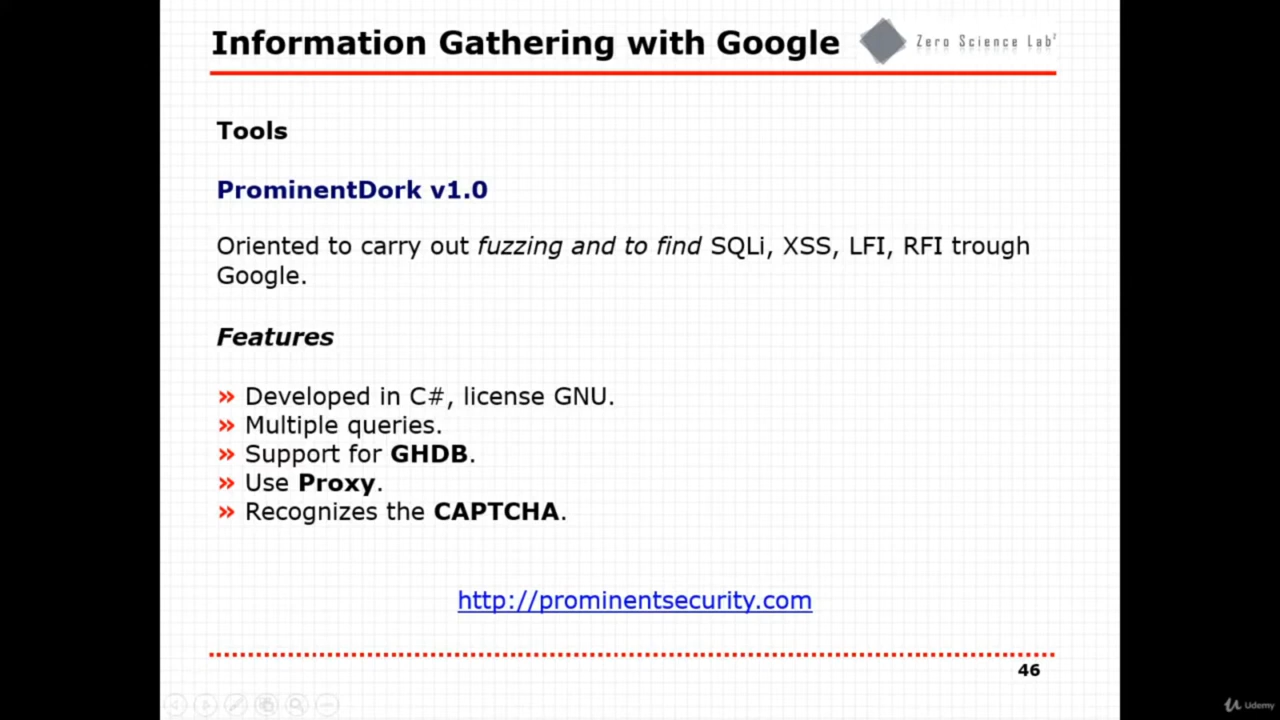 Information Gathering with Google
Zero Science Lab²
Tools
ProminentDork v1.0
Oriented to carry out fuzzing and to find SQLi, XSS, LFI, RFI trough
Google.
Features
» Developed in C#, license GNU.
» Multiple queries.
» Support for GHDB.
» Use Proxy.
» Recognizes the CAPTCHA.
http://prominentsecurity.com
46
Udemy